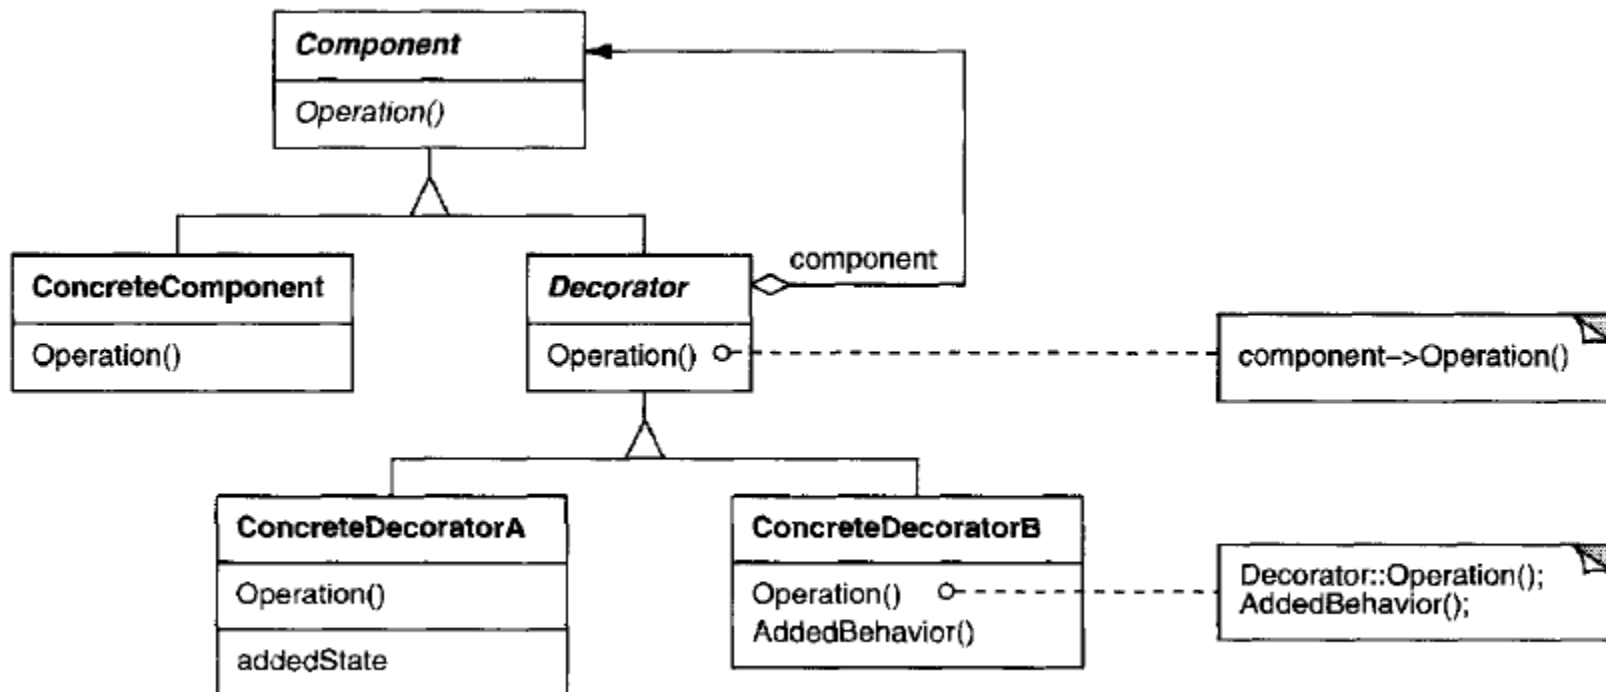 Component
Operation()
component
ConcreteComponent
Operation()
Decorator
Operation()
component->Operation()
ConcreteDecoratorA
Operation()
addedState
ConcreteDecoratorB
Operation()
AddedBehavior()
Decorator::Operation();
AddedBehavior();